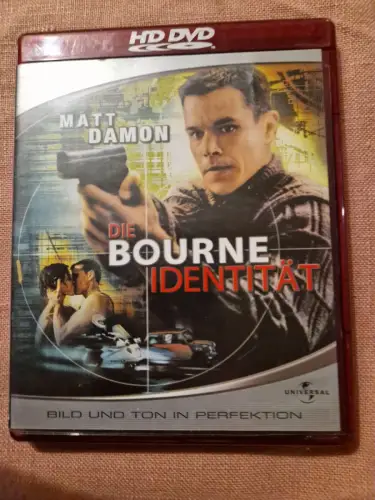 HD DVD
MATT
DAMON
DIE
BOURNE
IDENTITÄT
UNIVERSAL
BILD UND TON IN PERFEKTION